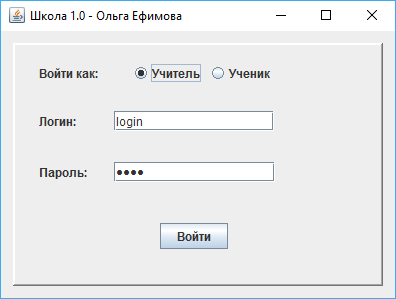 Школа 1.0 - Ольга Ефимова
Войти как: Учитель Ученик
Логин: login
Пароль: ••••
Войти